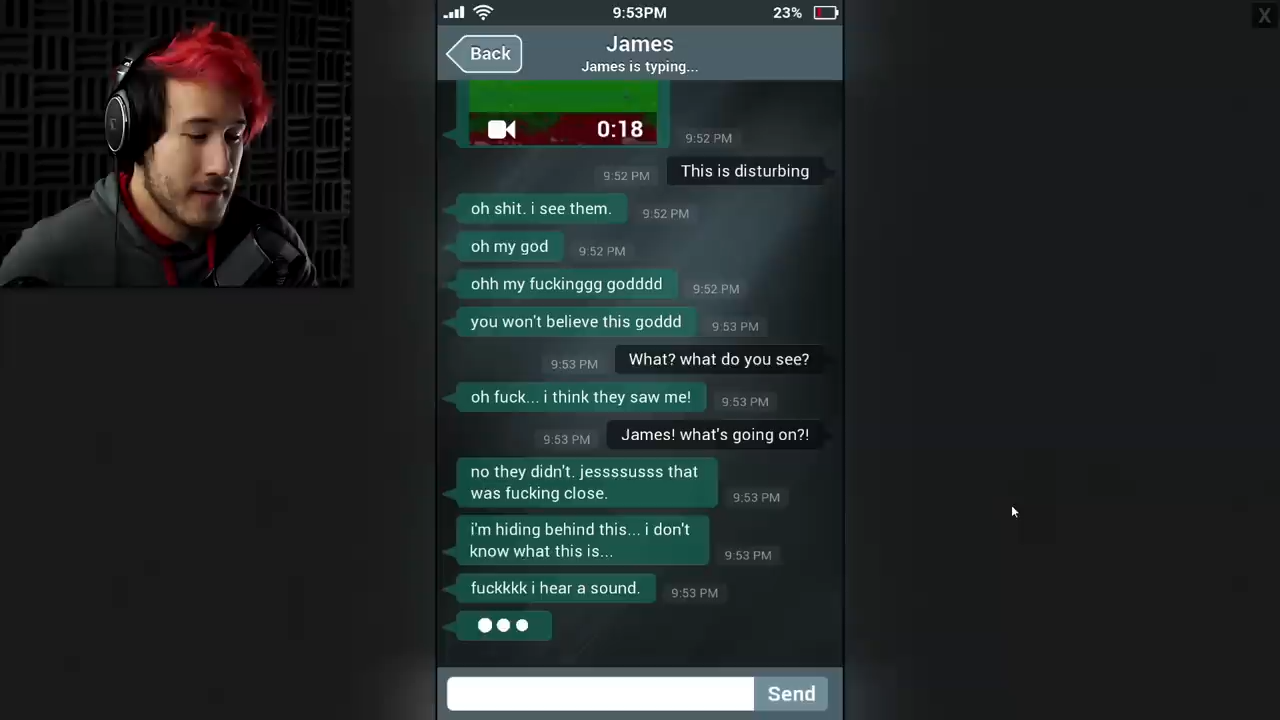 9:53PM
23%
X
Back
James
James is typing...
0:18
9:52 PM
This is disturbing
9:52 PM
oh shit. i see them.
9:52 PM
oh my god
9:52 PM
ohh my fuckinggg godddd
9:52 PM
you won't believe this goddd
9:53 PM
What? what do you see?
9:53 PM
oh fuck... i think they saw me!
9:53 PM
James! what's going on?!
9:53 PM
no they didn't. jessssusss that
was fucking close.
9:53 PM
i'm hiding behind this... i don't
know what this is...
9:53 PM
fuckkkk i hear a sound.
9:53 PM
Send